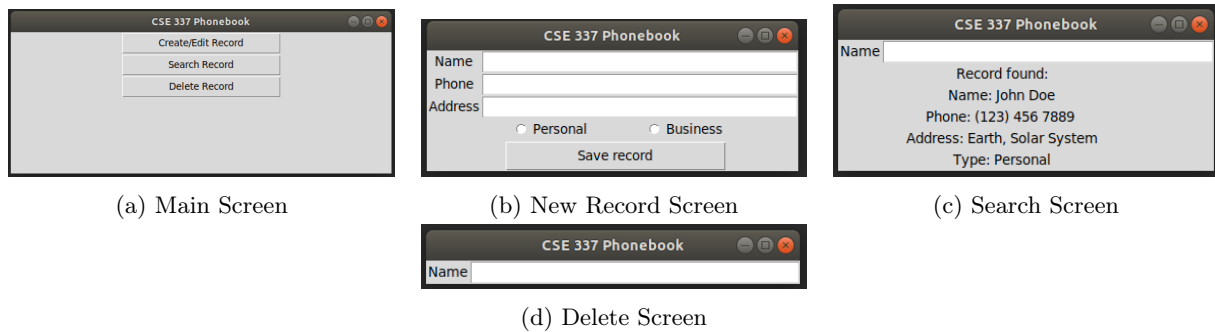 CSE 337 Phonebook
Create/Edit Record
Search Record
Delete Record
(a) Main Screen
CSE 337 Phonebook
Name
Phone
Address
Personal Business
Save record
(b) New Record Screen
CSE 337 Phonebook
Name
Record found:
Name: John Doe
Phone: (123) 456 7889
Address: Earth, Solar System
Type: Personal
(c) Search Screen
CSE 337 Phonebook
Name
(d) Delete Screen